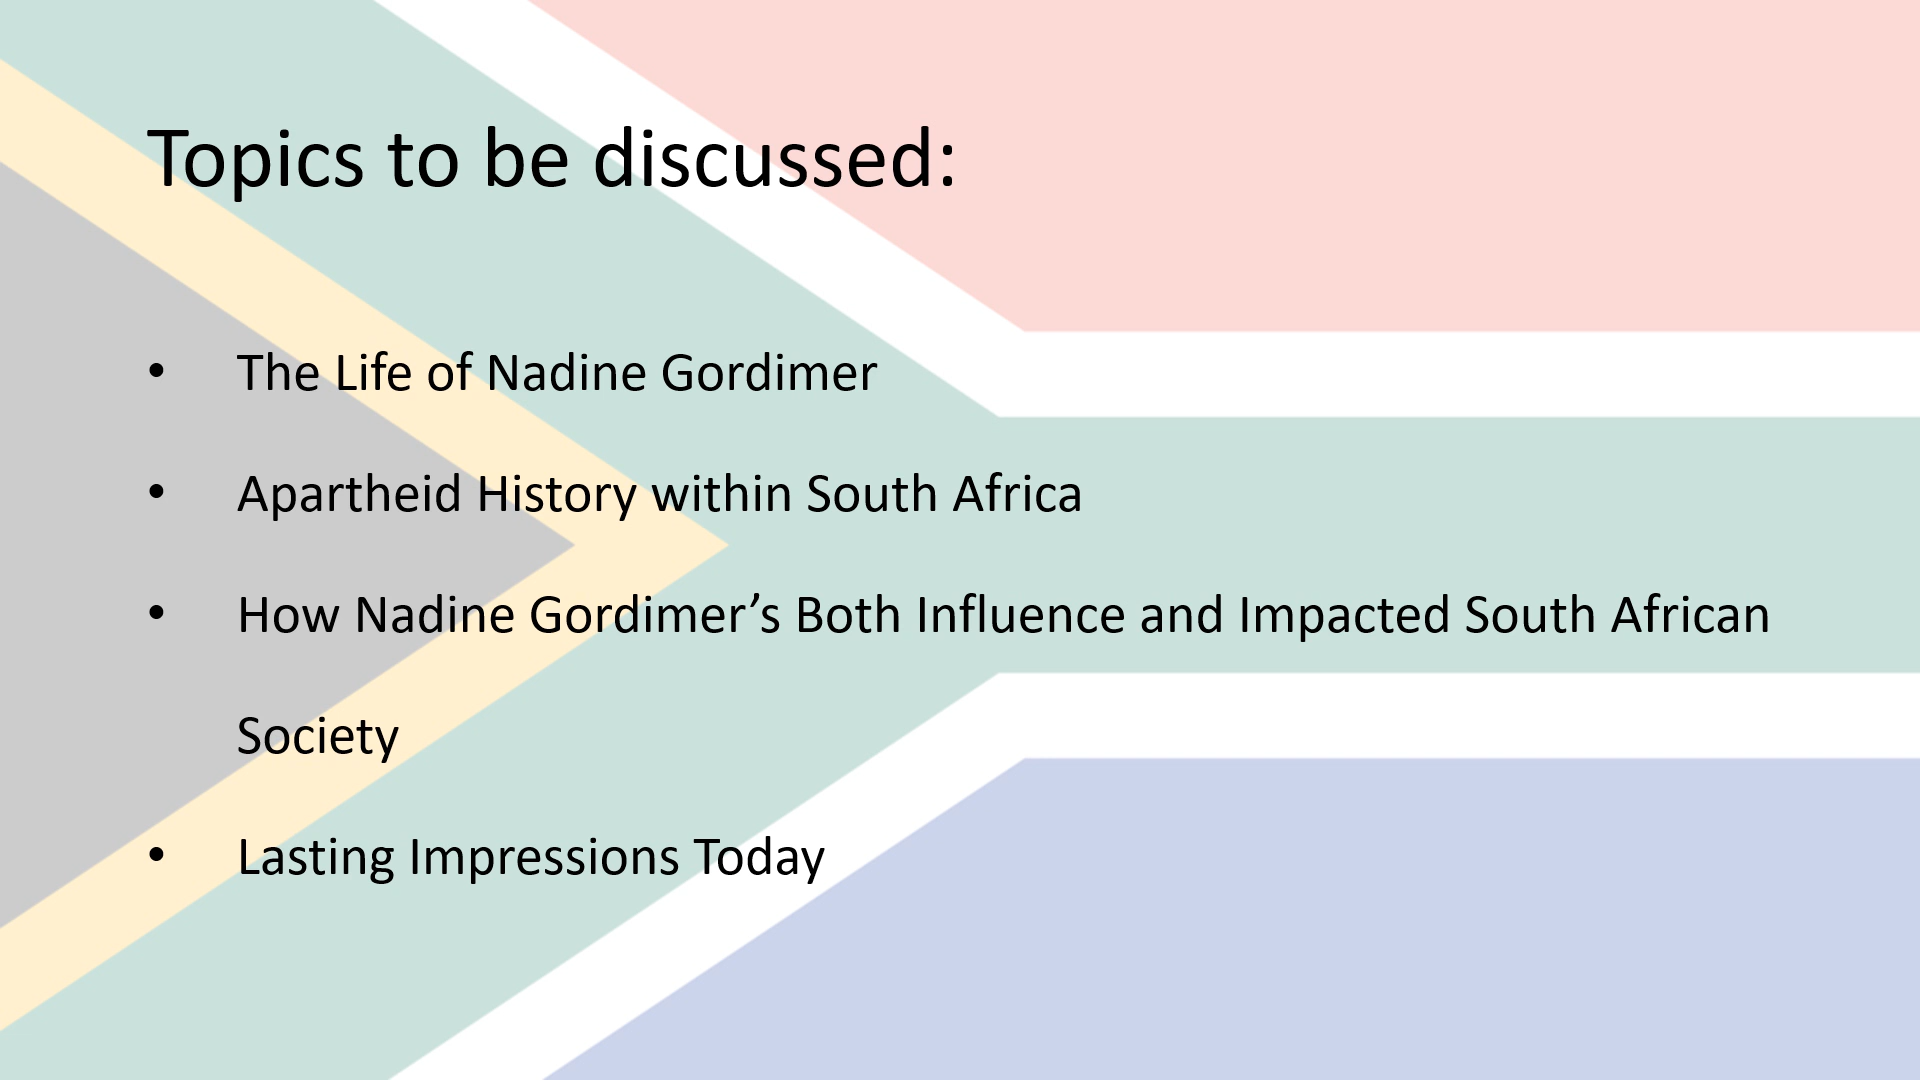 Topics to be discussed:
• The Life of Nadine Gordimer
• Apartheid History within South Africa
• How Nadine Gordimer’s Both Influence and Impacted South African
Society
• Lasting Impressions Today